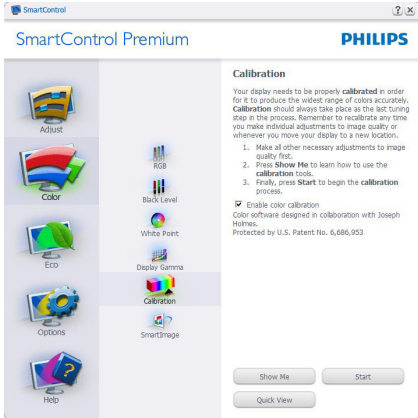 SmartControl
SmartControl Premium
PHILIPS
Adjust
Color
Eco
Options
Help
RGB
Black Level
White Point
Display Gamma
Calibration
SmartImage
Calibration
Your display needs to be properly calibrated in order
for it to produce the widest range of colors accurately.
Calibration should always take place as the last tuning
step in the process. Remember to recalibrate any time
you make individual adjustments to image quality or
whenever you move your display to a new location.
1. Make all other necessary adjustments to image
quality first.
2. Press Show Me to learn how to use the
calibration tools.
3. Finally, press Start to begin the calibration
process.
Enable color calibration
Color software designed in collaboration with Joseph
Holmes.
Protected by U.S. Patent No. 6,686,953
Show Me
Start
Quick View